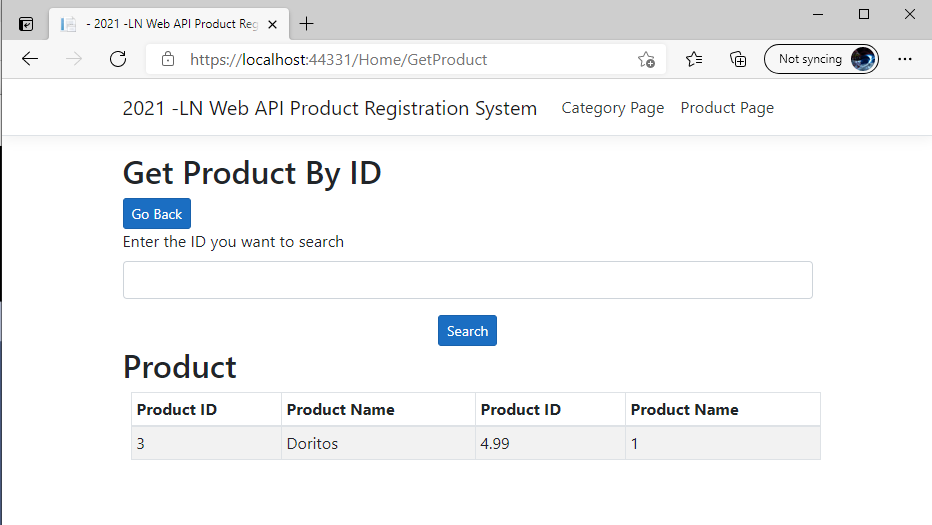 - 2021 -LN Web API Product Reg
https://localhost:44331/Home/GetProduct
Not syncing
2021 -LN Web API Product Registration System Category Page Product Page
Get Product By ID
Go Back
Enter the ID you want to search
Search
Product
Product ID Product Name Product ID Product Name
3 Doritos 4.99 1